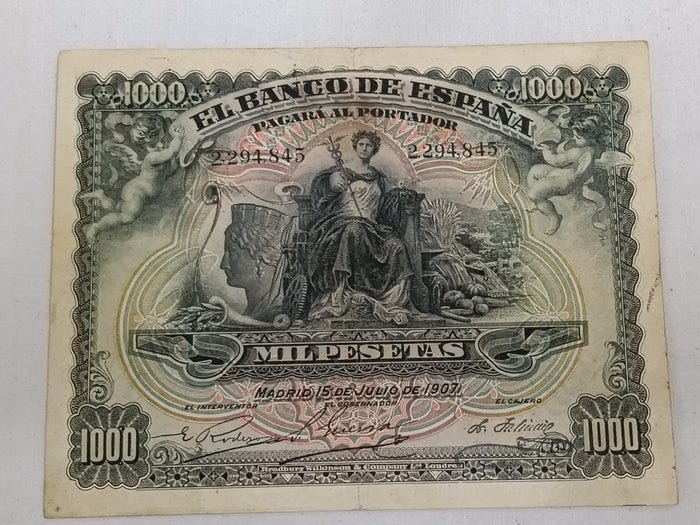 1000 1000
EL BANCO DE ESPAÑA
PAGARÁ AL PORTADOR
2.294.845 2.294.845
MIL PESETAS
MADRID 15 DE JULIO DE 1907.
EL INTERVENTOR EL GOBERNADOR EL CAJERO
1000 1000
Bradbury Wilkinson & Company Ld. Londres.